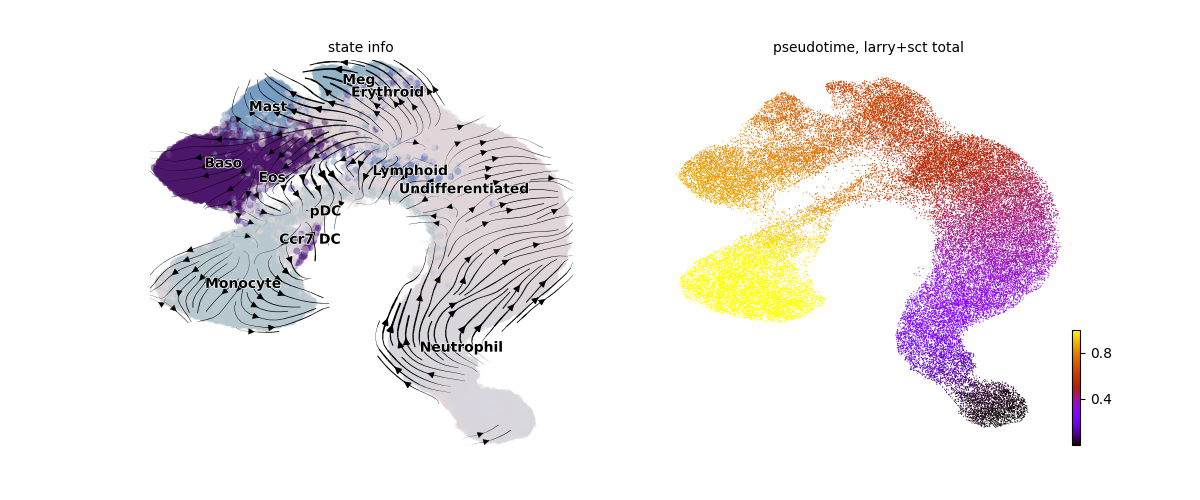 state info
pseudotime, larry+sct total
Meg
Erythroid
Mast
Baso
Lymphoid
Eos
Undifferentiated
pDC
Ccr7 DC
Monocyte
Neutrophil
0.8
0.4